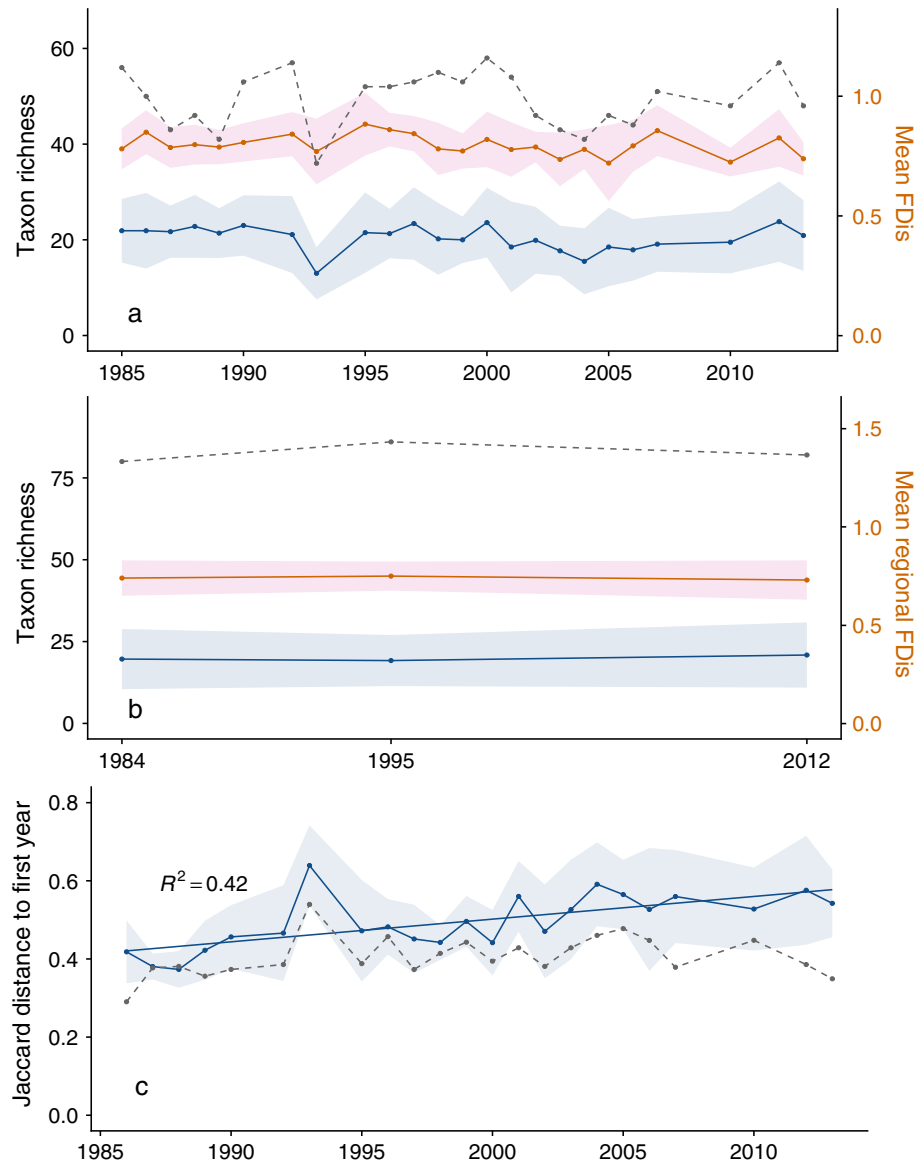 60
40
20
0
Taxon richness
1.0
0.5
0.0
Mean FDis
a
1985 1990 1995 2000 2005 2010
75
50
25
0
Taxon richness
1.5
1.0
0.5
0.0
Mean regional FDis
b
1984 1995 2012
0.8
0.6
0.4
0.2
0.0
Jaccard distance to first year
R² = 0.42
c
1985 1990 1995 2000 2005 2010